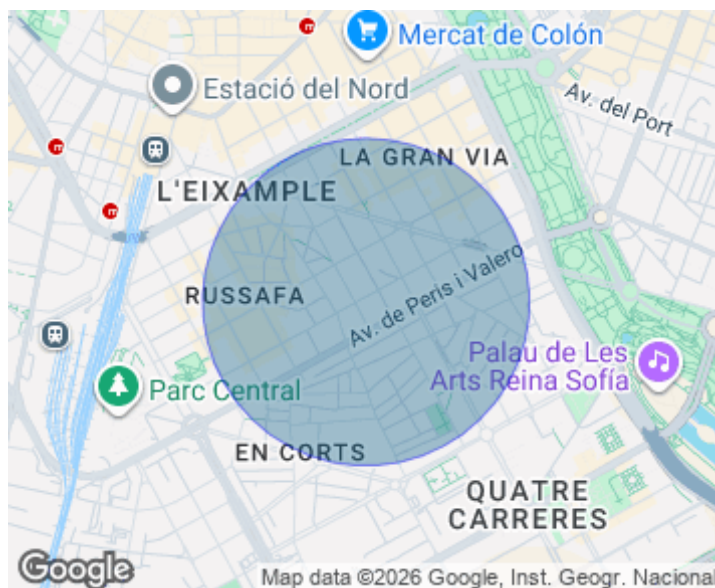 Mercat de Colón
Estació del Nord
Av. del Port
LA GRAN VIA
L'EIXAMPLE
RUSSAFA
Av. de Peris i Valero
Palau de Les
Arts Reina Sofía
Parc Central
EN CORTS
QUATRE
CARRERES
Google
Map data ©2026 Google, Inst. Geogr. Nacional